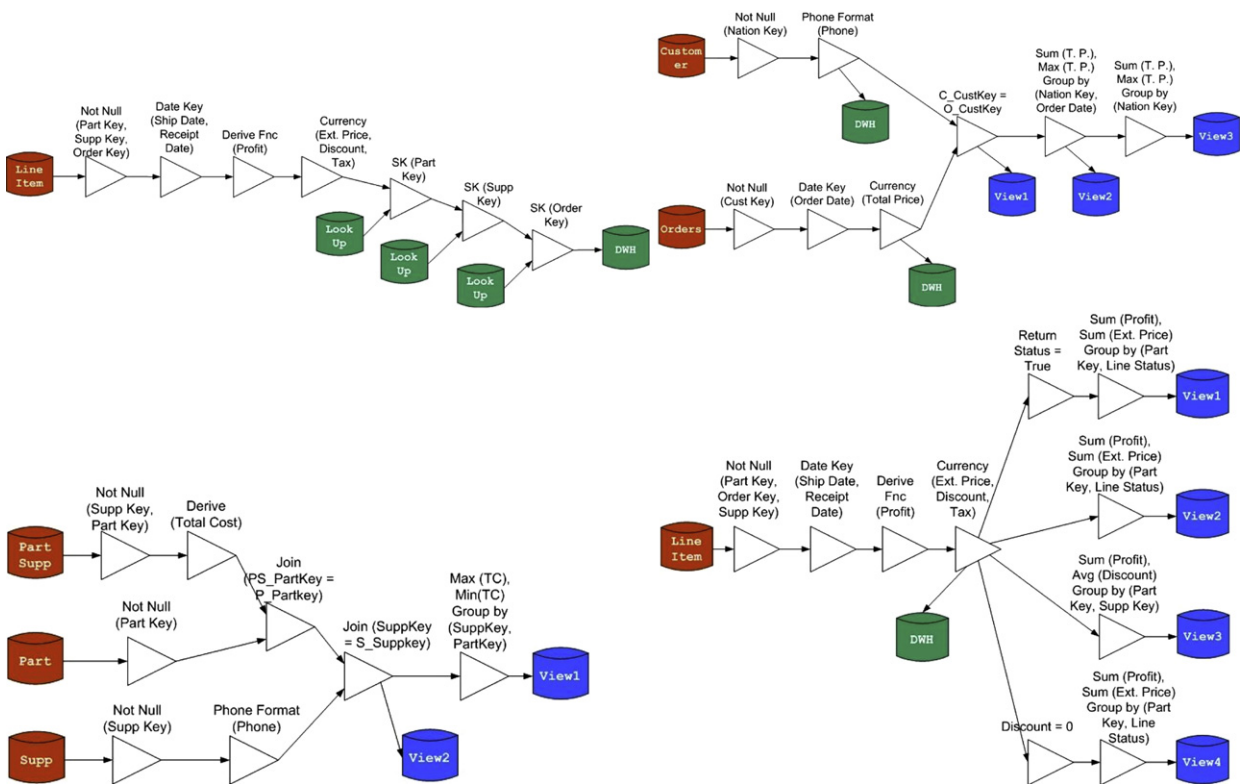 Not Null
(Part Key,
Supp Key,
Order Key)
Date Key
(Ship Date,
Receipt
Date)
Derive Fnc
(Profit)
Currency
(Ext. Price,
Discount,
Tax)
SK (Part
Key)
SK (Supp
Key)
SK (Order
Key)
Line
Item
Look
Up
Look
Up
Look
Up
DWH
Not Null
(Nation Key)
Phone Format
(Phone)
Custom
er
DWH
C_CustKey =
O_CustKey
Sum (T. P.),
Max (T. P.)
Group by
(Nation Key,
Order Date)
Sum (T. P.),
Max (T. P.)
Group by
(Nation Key)
View3
View1
View2
Not Null
(Cust Key)
Date Key
(Order Date)
Currency
(Total Price)
Orders
DWH
Not Null
(Supp Key,
Part Key)
Derive
(Total Cost)
Part
Supp
Join
(PS_PartKey =
P_Partkey)
Not Null
(Part Key)
Part
Join (SuppKey
= S_Suppkey)
Max (TC),
Min(TC)
Group by
(SuppKey,
PartKey)
View1
Not Null
(Supp Key)
Phone Format
(Phone)
Supp
View2
Return
Status =
True
Sum (Profit),
Sum (Ext. Price)
Group by (Part
Key, Line Status)
View1
Not Null
(Part Key,
Order Key,
Supp Key)
Date Key
(Ship Date,
Receipt
Date)
Derive
Fnc
(Profit)
Currency
(Ext. Price,
Discount,
Tax)
Line
Item
Sum (Profit),
Sum (Ext. Price)
Group by (Part
Key, Line Status)
View2
Sum (Profit),
Avg (Discount)
Group by (Part
Key, Supp Key)
View3
DWH
Discount = 0
Sum (Profit),
Sum (Ext. Price)
Group by (Part
Key, Line
Status)
View4